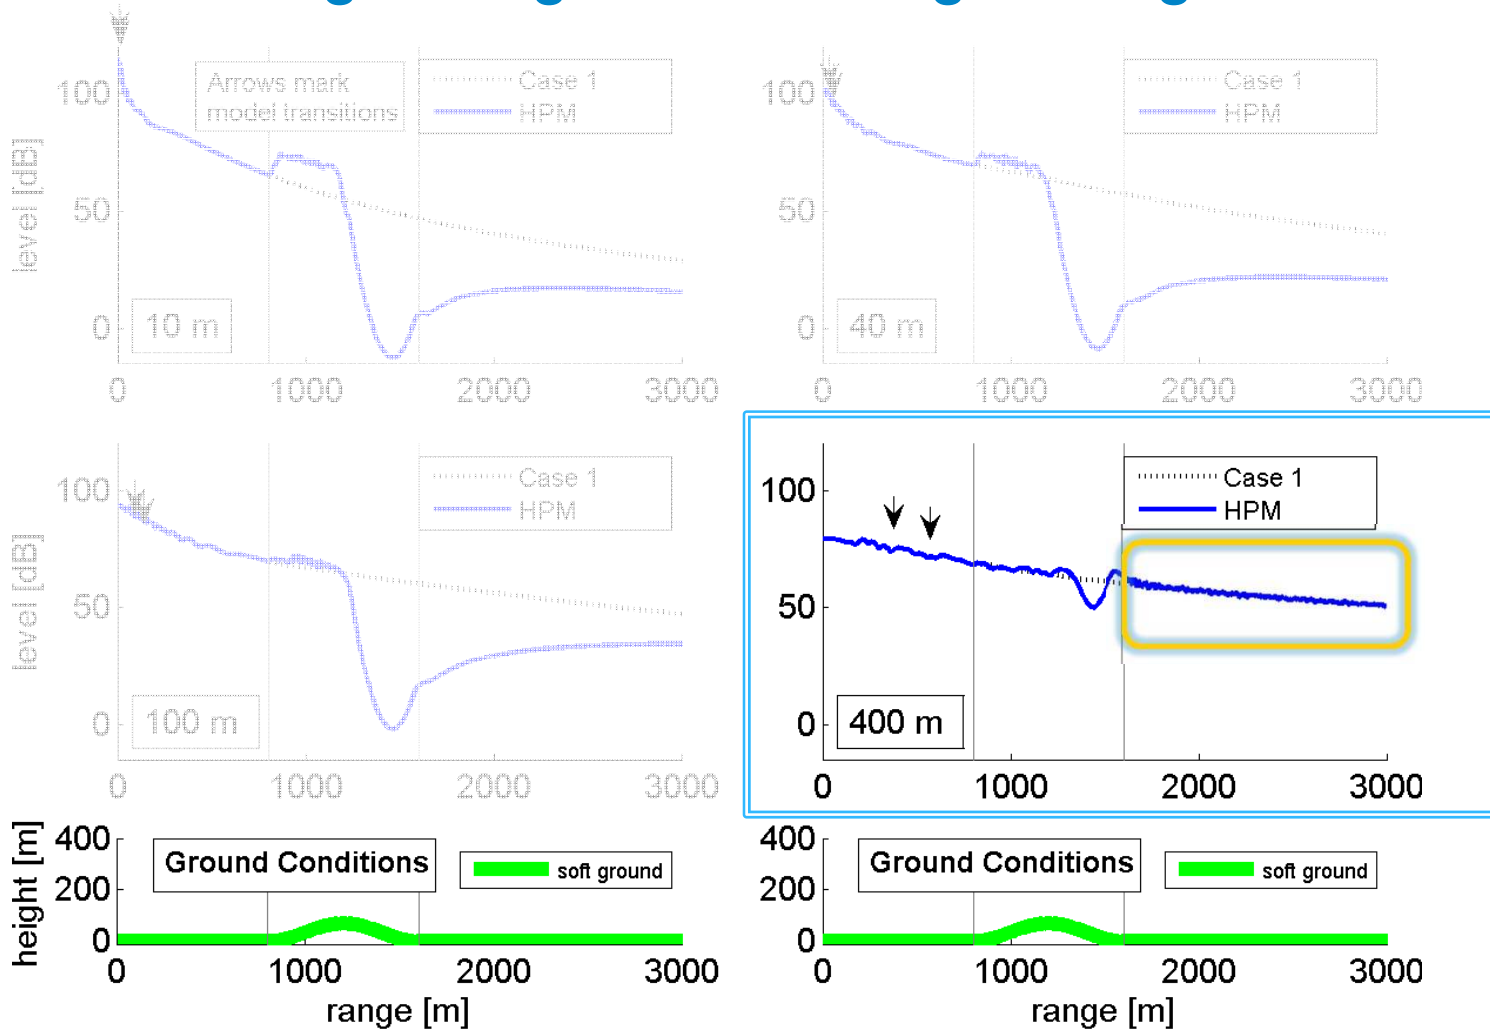 Arrows mark
model transitions
Case 1
HPM
level [dB]
100
50
0
10 m
0
1000
2000
3000
Case 1
HPM
100
50
0
40 m
0
1000
2000
3000
Case 1
HPM
level [dB]
100
50
0
100 m
0
1000
2000
3000
Case 1
HPM
100
50
0
400 m
0
1000
2000
3000
height [m]
400
200
0
Ground Conditions
soft ground
0
1000
2000
3000
range [m]
400
200
0
Ground Conditions
soft ground
0
1000
2000
3000
range [m]